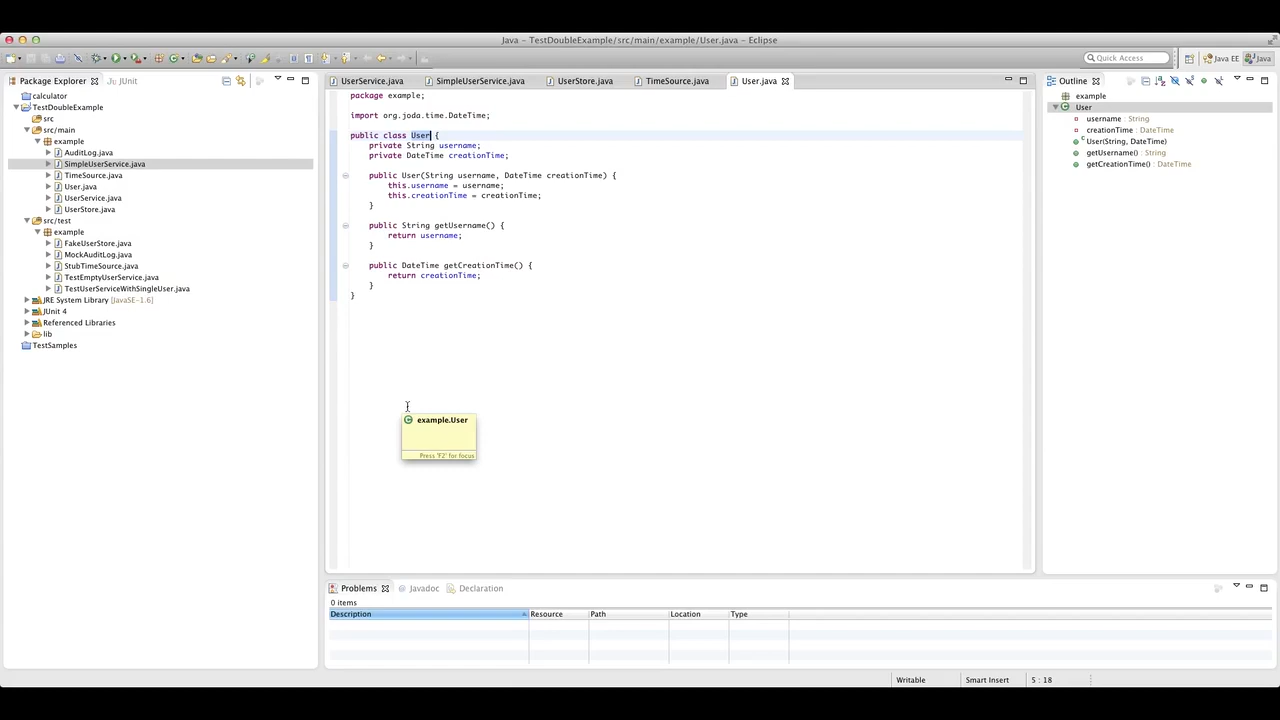 Java - TestDoubleExample/src/main/example/User.java - Eclipse
Quick Access
Java EE
Java
Package Explorer
JUnit
calculator
TestDoubleExample
src
src/main
example
AuditLog.java
SimpleUserService.java
TimeSource.java
User.java
UserService.java
UserStore.java
src/test
example
FakeUserStore.java
MockAuditLog.java
StubTimeSource.java
TestEmptyUserService.java
TestUserServiceWithSingleUser.java
JRE System Library [JavaSE-1.6]
JUnit 4
Referenced Libraries
lib
TestSamples
UserService.java
SimpleUserService.java
UserStore.java
TimeSource.java
User.java
package example;
import org.joda.time.DateTime;
public class User {
private String username;
private DateTime creationTime;
public User(String username, DateTime creationTime) {
this.username = username;
this.creationTime = creationTime;
}
public String getUsername() {
return username;
}
public DateTime getCreationTime() {
return creationTime;
}
}
example.User
Press 'F2' for focus
Outline
example
User
username : String
creationTime : DateTime
User(String, DateTime)
getUsername() : String
getCreationTime() : DateTime
Problems
Javadoc
Declaration
0 items
Description
Resource
Path
Location
Type
Writable
Smart Insert
5 : 18